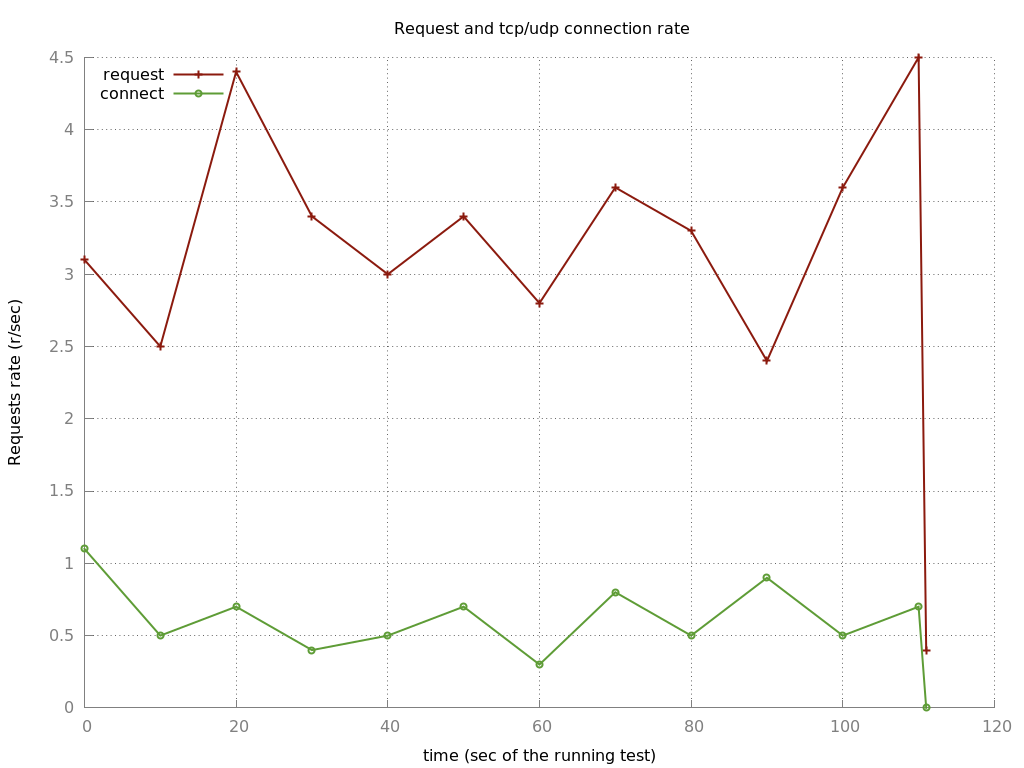 Request and tcp/udp connection rate
4.5
request
connect
4
3.5
3
2.5
2
1.5
1
0.5
0
Requests rate (r/sec)
0 20 40 60 80 100 120
time (sec of the running test)